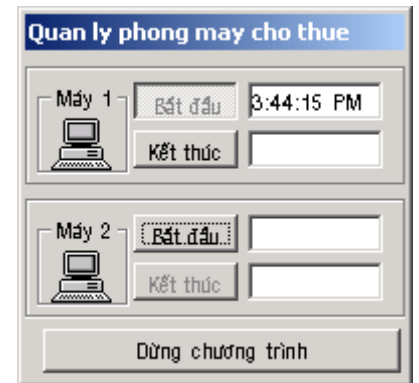 Quan ly phong may cho thue
Máy 1
Bắt đầu
3:44:15 PM
Kết thúc
Máy 2
Bắt đầu
Kết thúc
Dừng chương trình